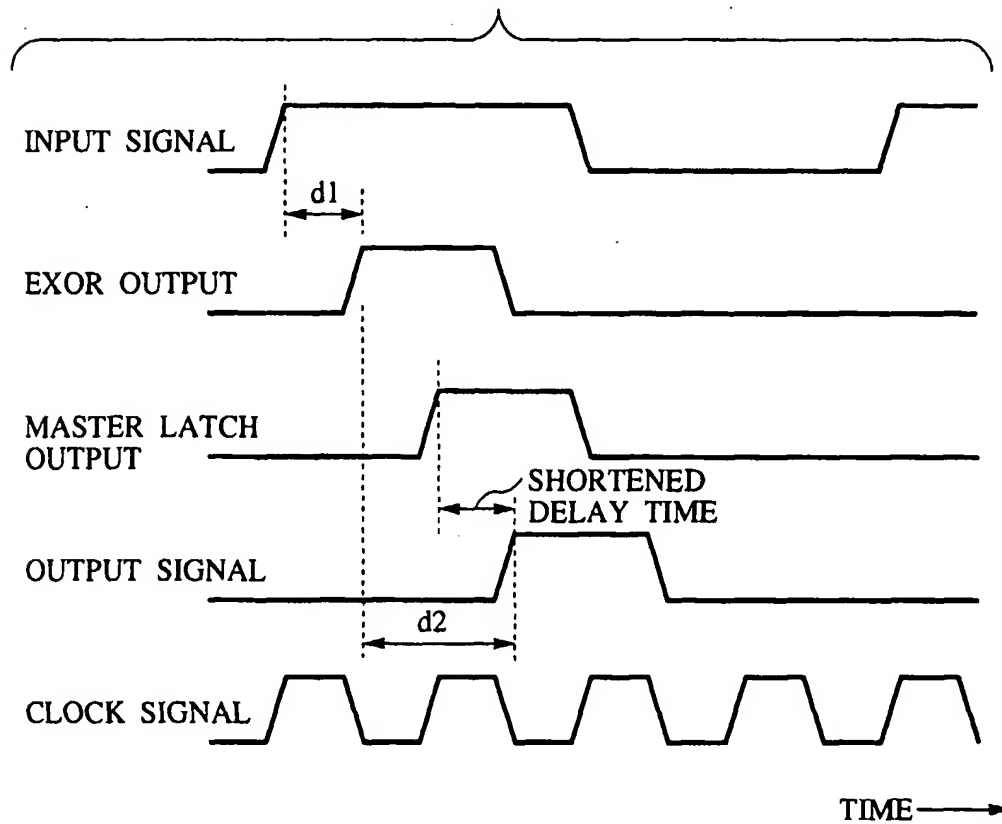 INPUT SIGNAL
d1
EXOR OUTPUT
MASTER LATCH
OUTPUT
SHORTENED
DELAY TIME
OUTPUT SIGNAL
d2
CLOCK SIGNAL
TIME